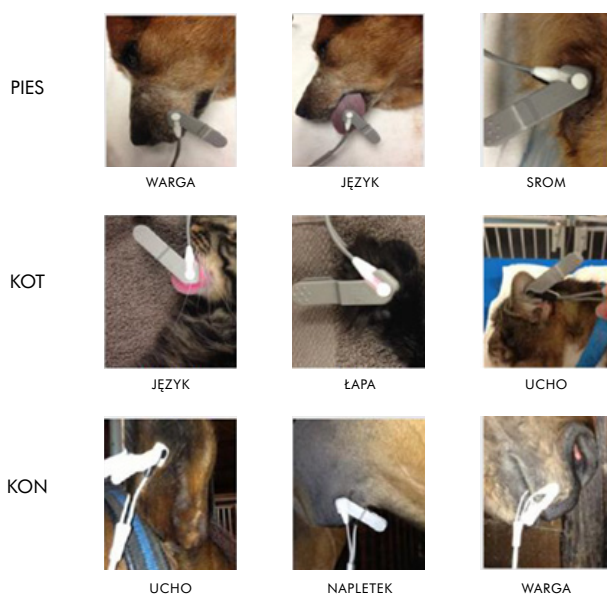 PIES
WARGA
JĘZYK
SROM
KOT
JĘZYK
ŁAPA
UCHO
KON
UCHO
NAPLETEK
WARGA